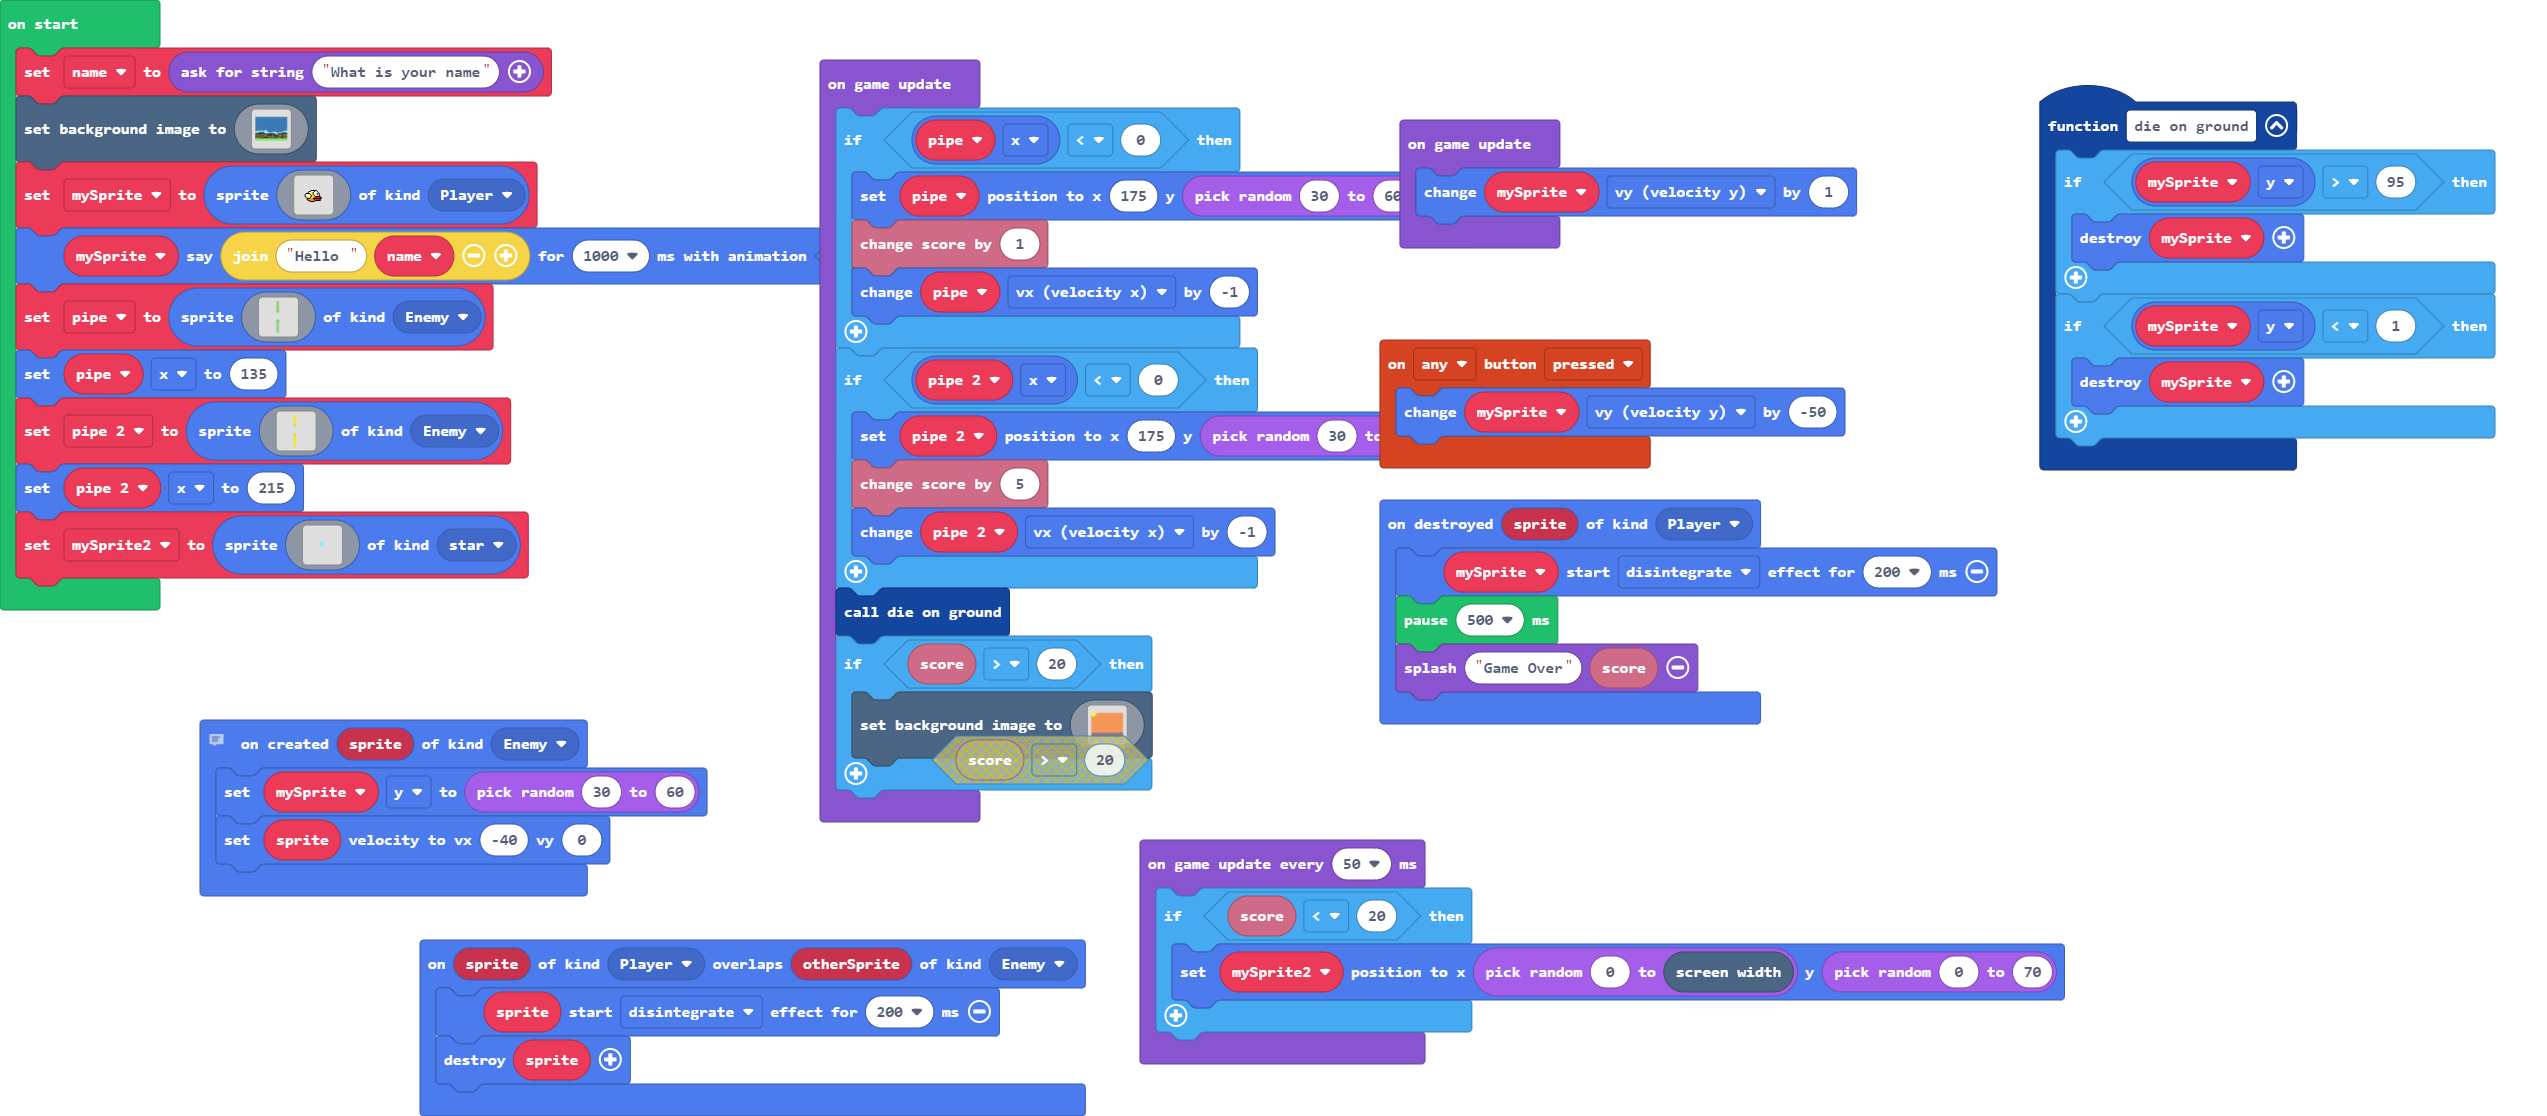 on start
set name to ask for string "What is your name"
set background image to
set mySprite to sprite of kind Player
mySprite say join "Hello " name for 1000 ms with animation
set pipe to sprite of kind Enemy
set pipe x to 135
set pipe 2 to sprite of kind Enemy
set pipe 2 x to 215
set mySprite2 to sprite of kind star
on created sprite of kind Enemy
set mySprite y to pick random 30 to 60
set sprite velocity to vx -40 vy 0
on sprite of kind Player overlaps otherSprite of kind Enemy
sprite start disintegrate effect for 200 ms
destroy sprite
on game update
if pipe x < 0 then
set pipe position to x 175 y pick random 30 to 60
change score by 1
change pipe vx (velocity x) by -1
if pipe 2 x < 0 then
set pipe 2 position to x 175 y pick random 30 to
change score by 5
change pipe 2 vx (velocity x) by -1
call die on ground
if score > 20 then
set background image to
score > 20
on game update
change mySprite vy (velocity y) by 1
on any button pressed
change mySprite vy (velocity y) by -50
on destroyed sprite of kind Player
mySprite start disintegrate effect for 200 ms
pause 500 ms
splash "Game Over" score
on game update every 50 ms
if score < 20 then
set mySprite2 position to x pick random 0 to screen width y pick random 0 to 70
function die on ground
if mySprite y > 95 then
destroy mySprite
if mySprite y < 1 then
destroy mySprite